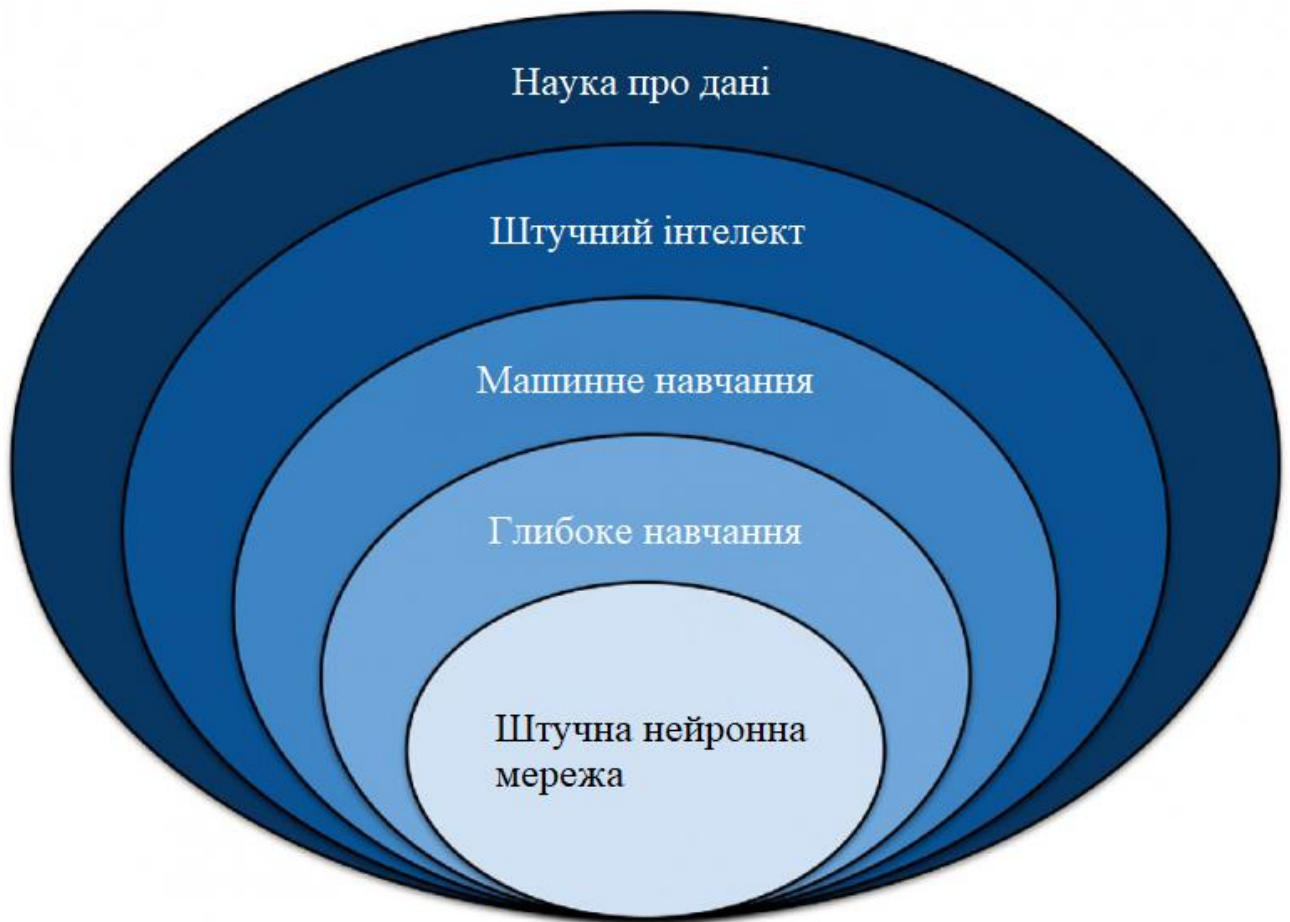 Наука про дані
Штучний інтелект
Машинне навчання
Глибоке навчання
Штучна нейронна
мережа